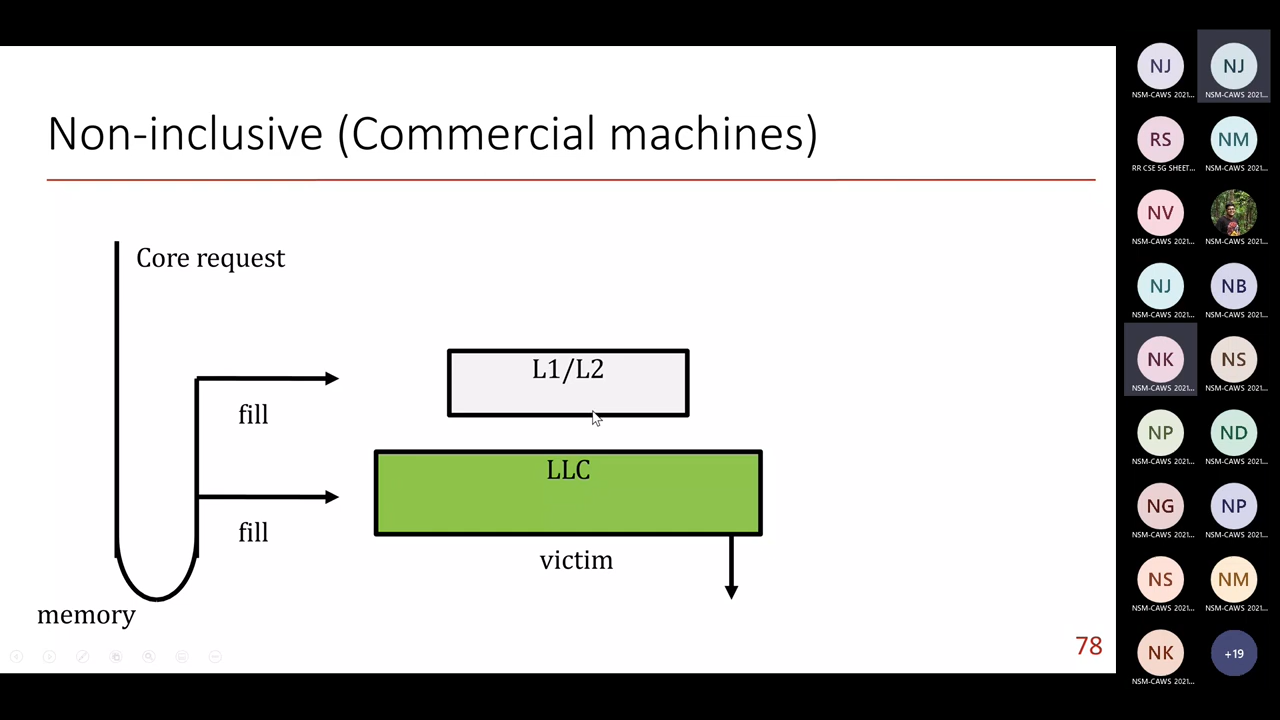 Non-inclusive (Commercial machines)
Core request
L1/L2
fill
LLC
fill
victim
memory
78
NJ
NSM-CAWS 2021...
NJ
NSM-CAWS 2021...
RS
RR CSE 5G SHEET...
NM
NSM-CAWS 2021...
NV
NSM-CAWS 2021...
NSM-CAWS 2021...
NJ
NSM-CAWS 2021...
NB
NSM-CAWS 2021...
NK
NSM-CAWS 2021...
NS
NSM-CAWS 2021...
NP
NSM-CAWS 2021...
ND
NSM-CAWS 2021...
NG
NSM-CAWS 2021...
NP
NSM-CAWS 2021...
NS
NSM-CAWS 2021...
NM
NSM-CAWS 2021...
NK
NSM-CAWS 2021...
+19